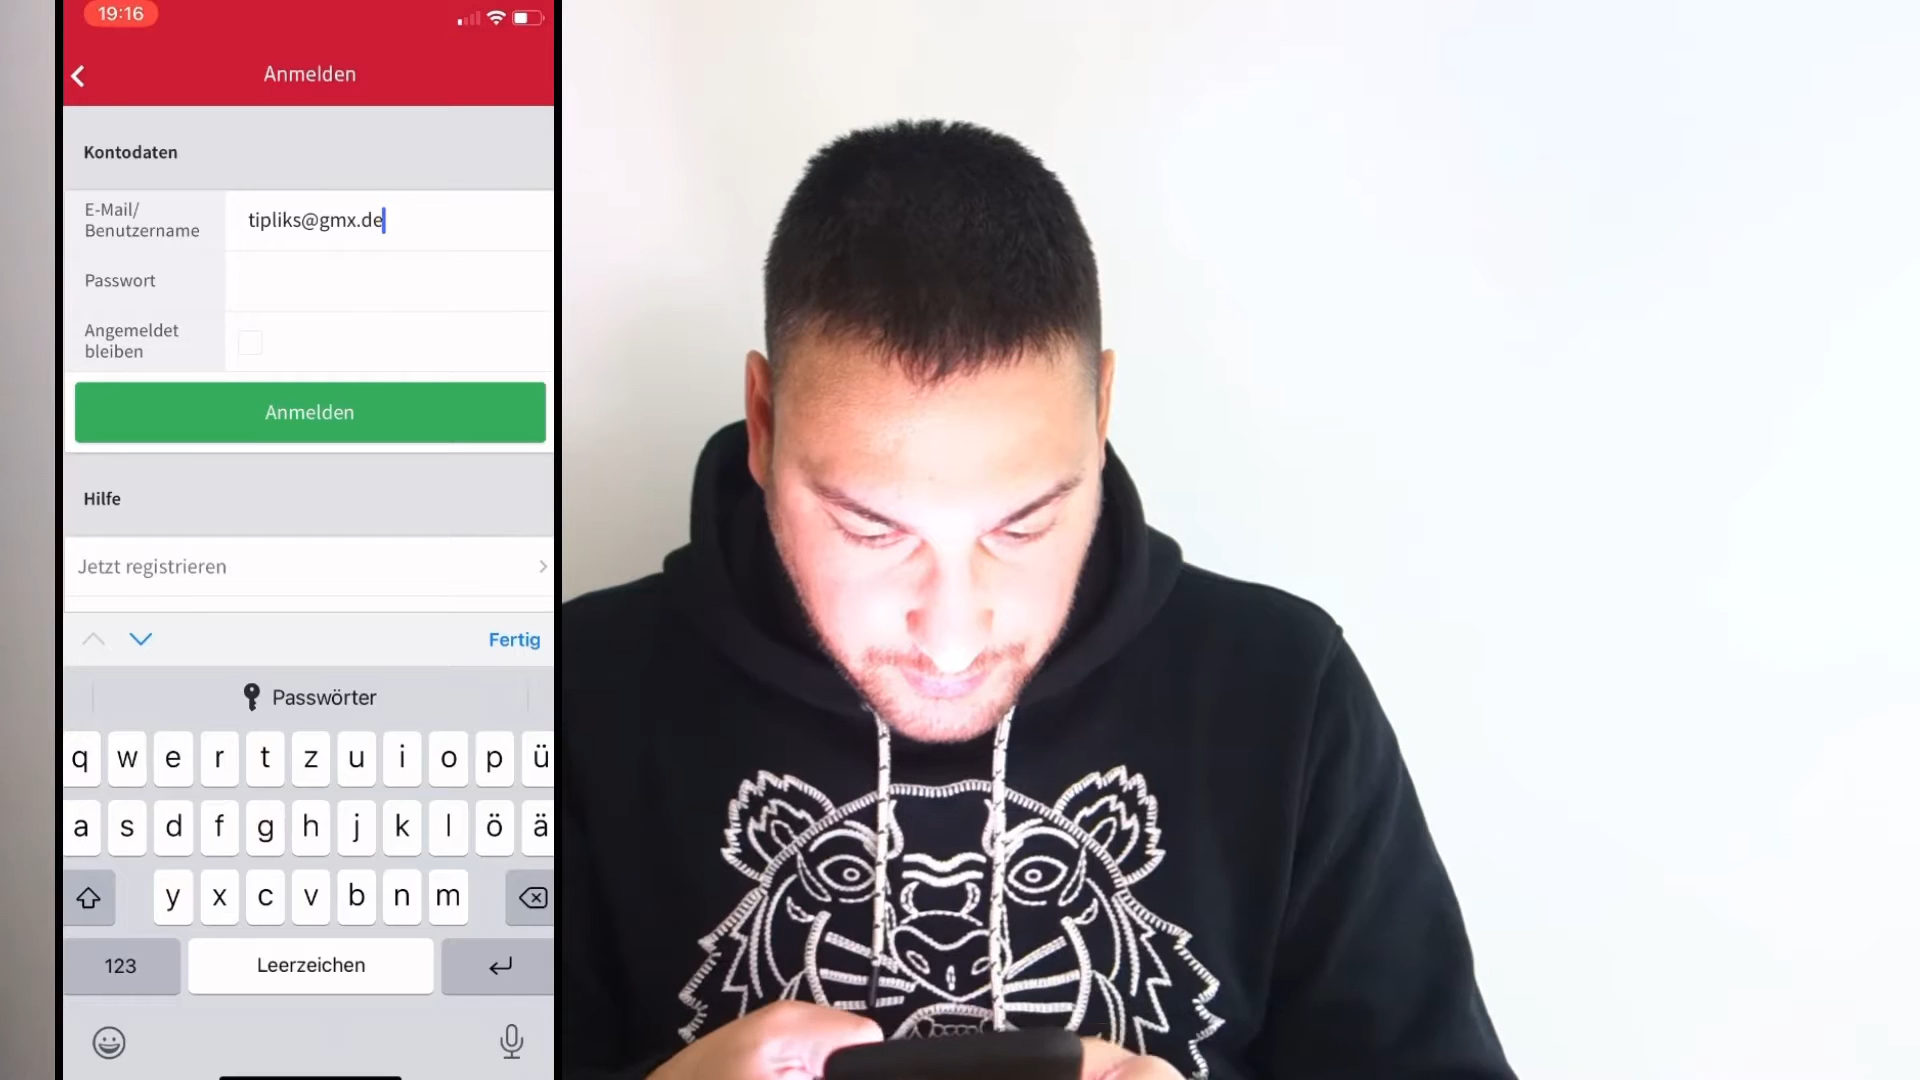 19:16
Anmelden
Kontodaten
E-Mail/
Benutzername
tipliks@gmx.de
Passwort
Angemeldet
bleiben
Anmelden
Hilfe
Jetzt registrieren
Fertig
Passwörter
q w e r t z u i o p ü
a s d f g h j k l ö ä
y x c v b n m
123 Leerzeichen